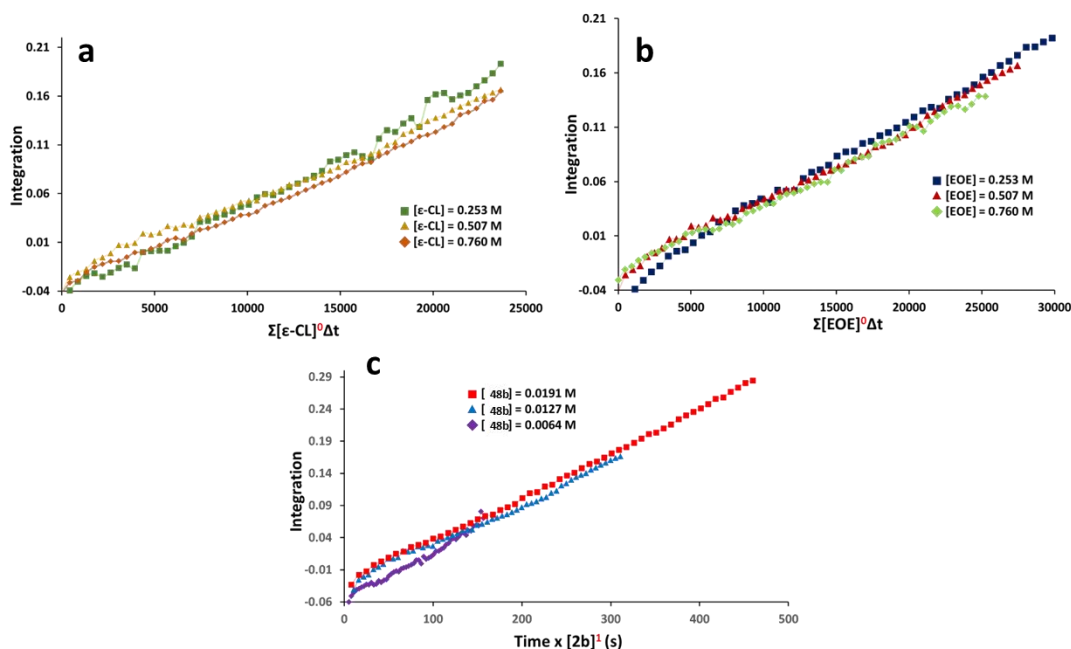 a
0.21
0.16
0.11
0.06
0.01
-0.04
Integration
0 5000 10000 15000 20000 25000
Σ[ε-CL]⁰Δt
[ε-CL] = 0.253 M
[ε-CL] = 0.507 M
[ε-CL] = 0.760 M
b
0.21
0.16
0.11
0.06
0.01
-0.04
Integration
0 5000 10000 15000 20000 25000 30000
Σ[EOE]⁰Δt
[EOE] = 0.253 M
[EOE] = 0.507 M
[EOE] = 0.760 M
c
0.29
0.24
0.19
0.14
0.09
0.04
-0.01
-0.06
Integration
0 100 200 300 400 500
Time x [2b]¹ (s)
[ 48b] = 0.0191 M
[ 48b] = 0.0127 M
[ 48b] = 0.0064 M